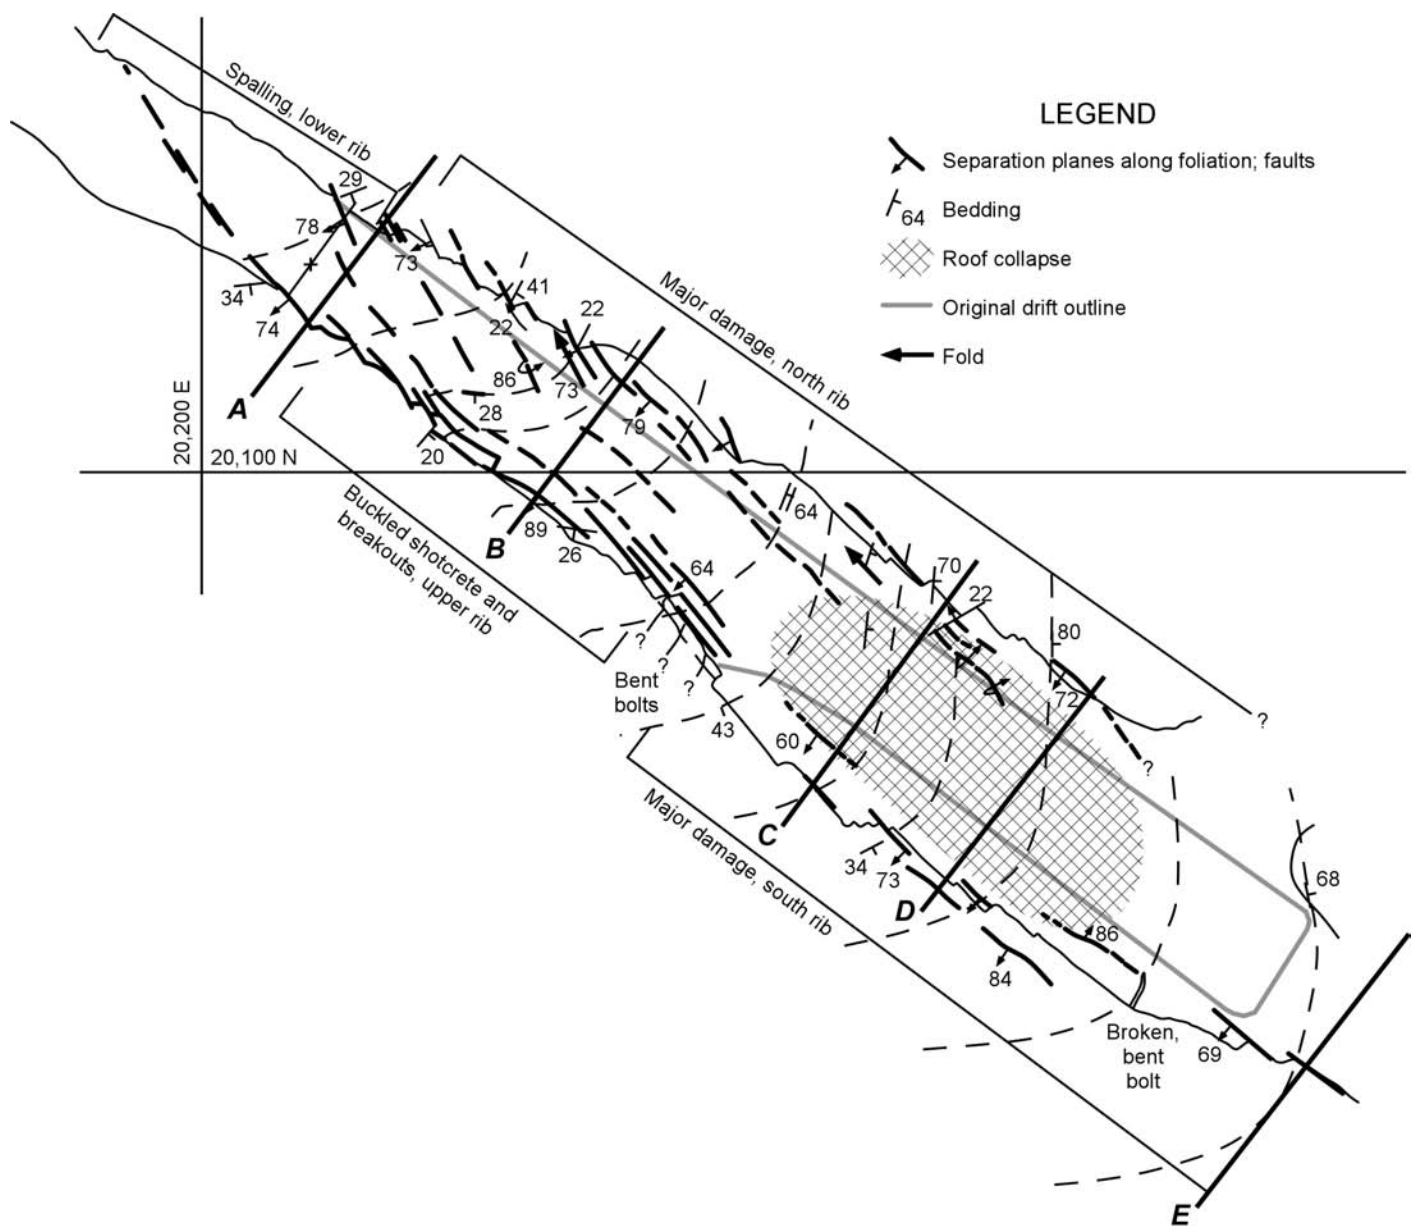 LEGEND
Separation planes along foliation; faults
64
Bedding
Roof collapse
Original drift outline
Fold
Spalling, lower rib
29
78
73
34
74
A
20,200 E
20,100 N
41
22
22
86
73
28
79
20
Major damage, north rib
Buckled shotcrete and
breakouts, upper rib
B
89
26
64
64
?
?
?
Bent
bolts
43
70
22
80
72
?
?
60
C
Major damage, south rib
34
73
D
86
84
68
Broken,
bent
bolt
69
E